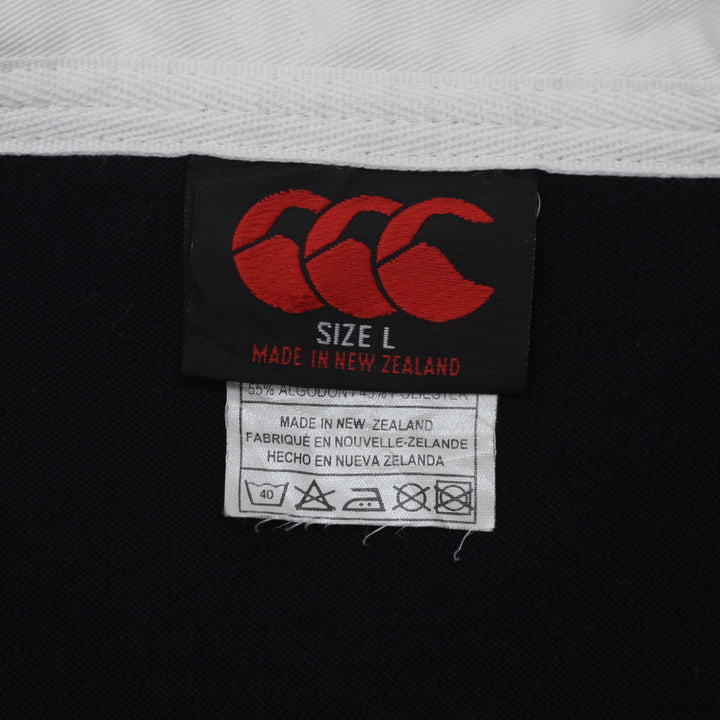 SIZE L
MADE IN NEW ZEALAND
55% ALGODON / 45% POLIESTER
MADE IN NEW ZEALAND
FABRIQUÉ EN NOUVELLE-ZELANDE
HECHO EN NUEVA ZELANDA
40